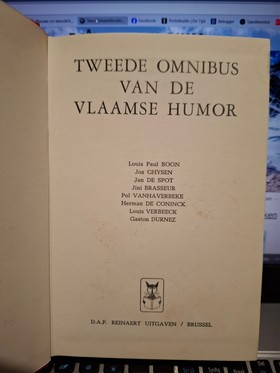 TWEEDE OMNIBUS
VAN DE
VLAAMSE HUMOR
Louis Paul BOON
Jos GHYSEN
Jan DE SPOT
Jini BRASSEUR
Pol VANHAVERBEKE
Herman DE CONINCK
Louis VERBEECK
Gaston DURNEZ
D.A.P. REINAERT UITGAVEN / BRUSSEL